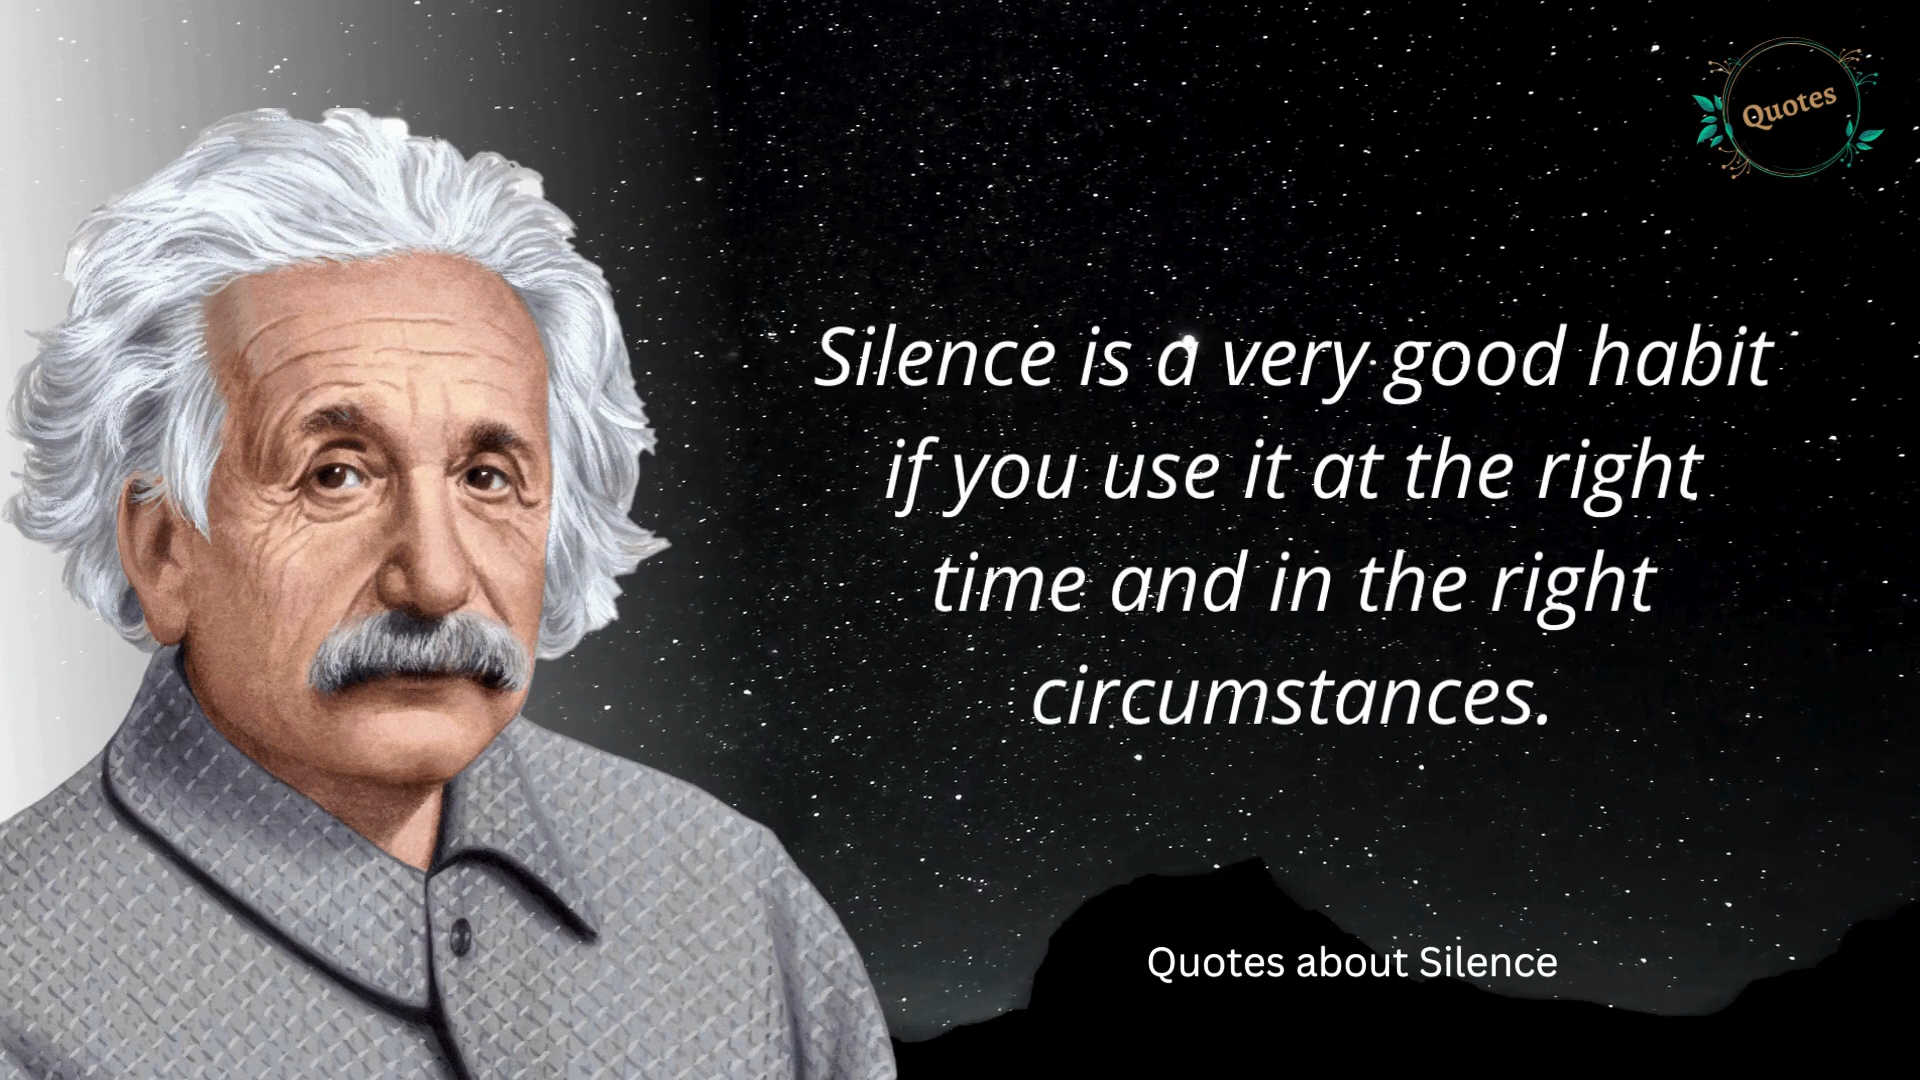 Quotes
Silence is a very good habit
if you use it at the right
time and in the right
circumstances.
Quotes about Silence